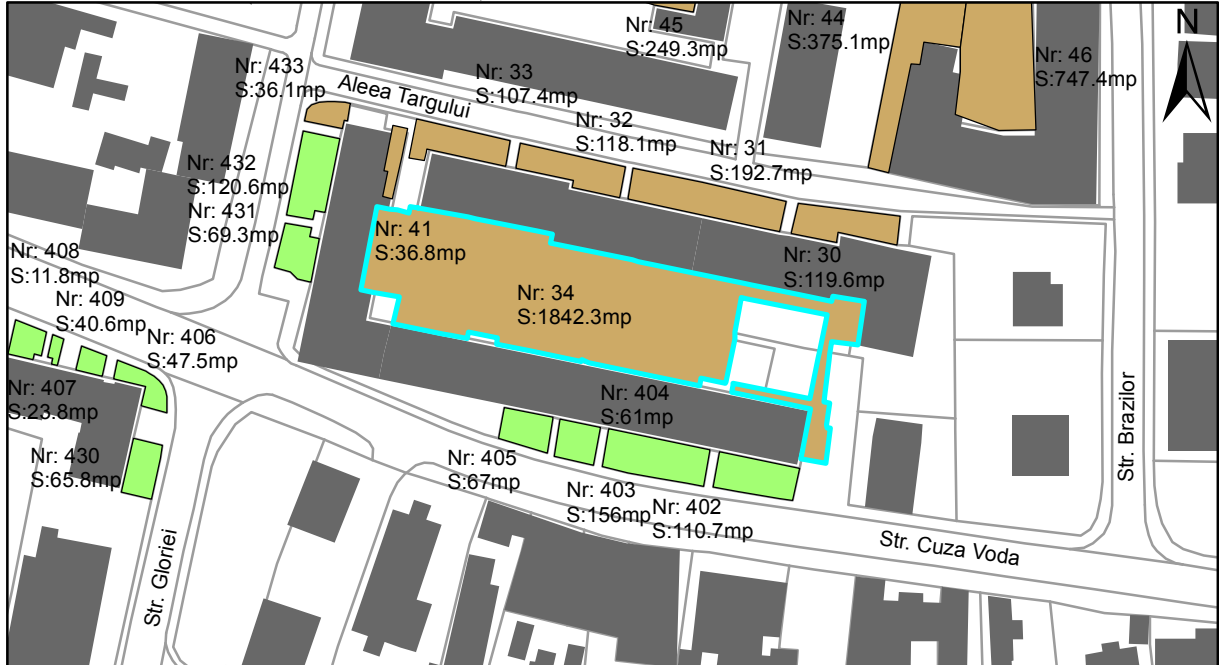 Nr: 45
S:249.3mp
Nr: 44
S:375.1mp
N
Nr: 46
S:747.4mp
Nr: 433
S:36.1mp
Nr: 33
S:107.4mp
Aleea Targului
Nr: 32
S:118.1mp
Nr: 31
S:192.7mp
Nr: 432
S:120.6mp
Nr: 431
S:69.3mp
Nr: 41
S:36.8mp
Nr: 30
S:119.6mp
Nr: 408
S:11.8mp
Nr: 409
S:40.6mp
Nr: 34
S:1842.3mp
Nr: 406
S:47.5mp
Nr: 407
S:23.8mp
Nr: 404
S:61mp
Str. Brazilor
Nr: 430
S:65.8mp
Nr: 405
S:67mp
Nr: 403
S:156mp
Nr: 402
S:110.7mp
Str. Cuza Voda
Str. Gloriei